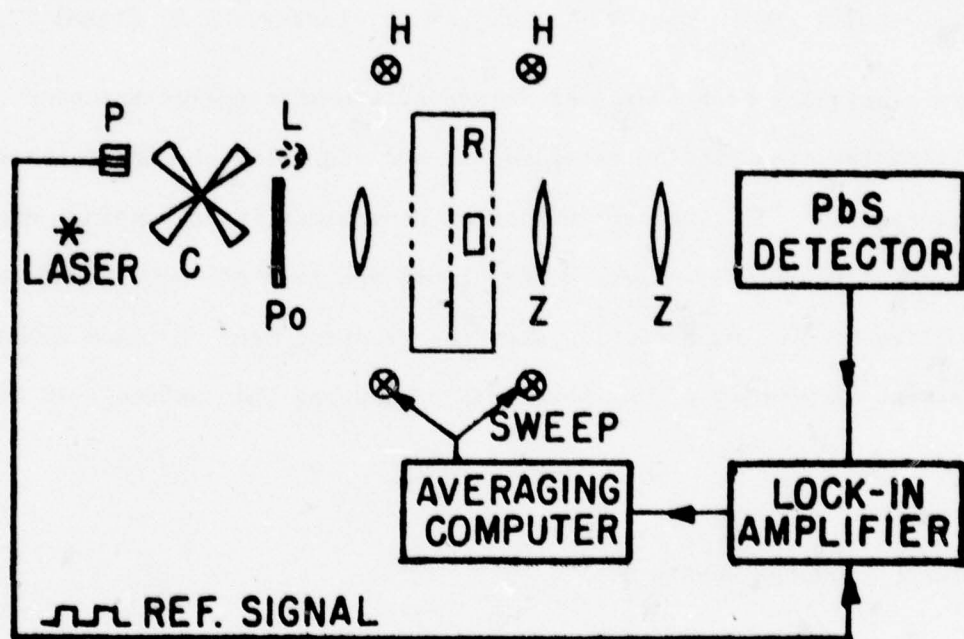 H H
P L R
LASER C Po 1 Z Z
PbS
DETECTOR
SWEEP
AVERAGING
COMPUTER
LOCK-IN
AMPLIFIER
REF. SIGNAL